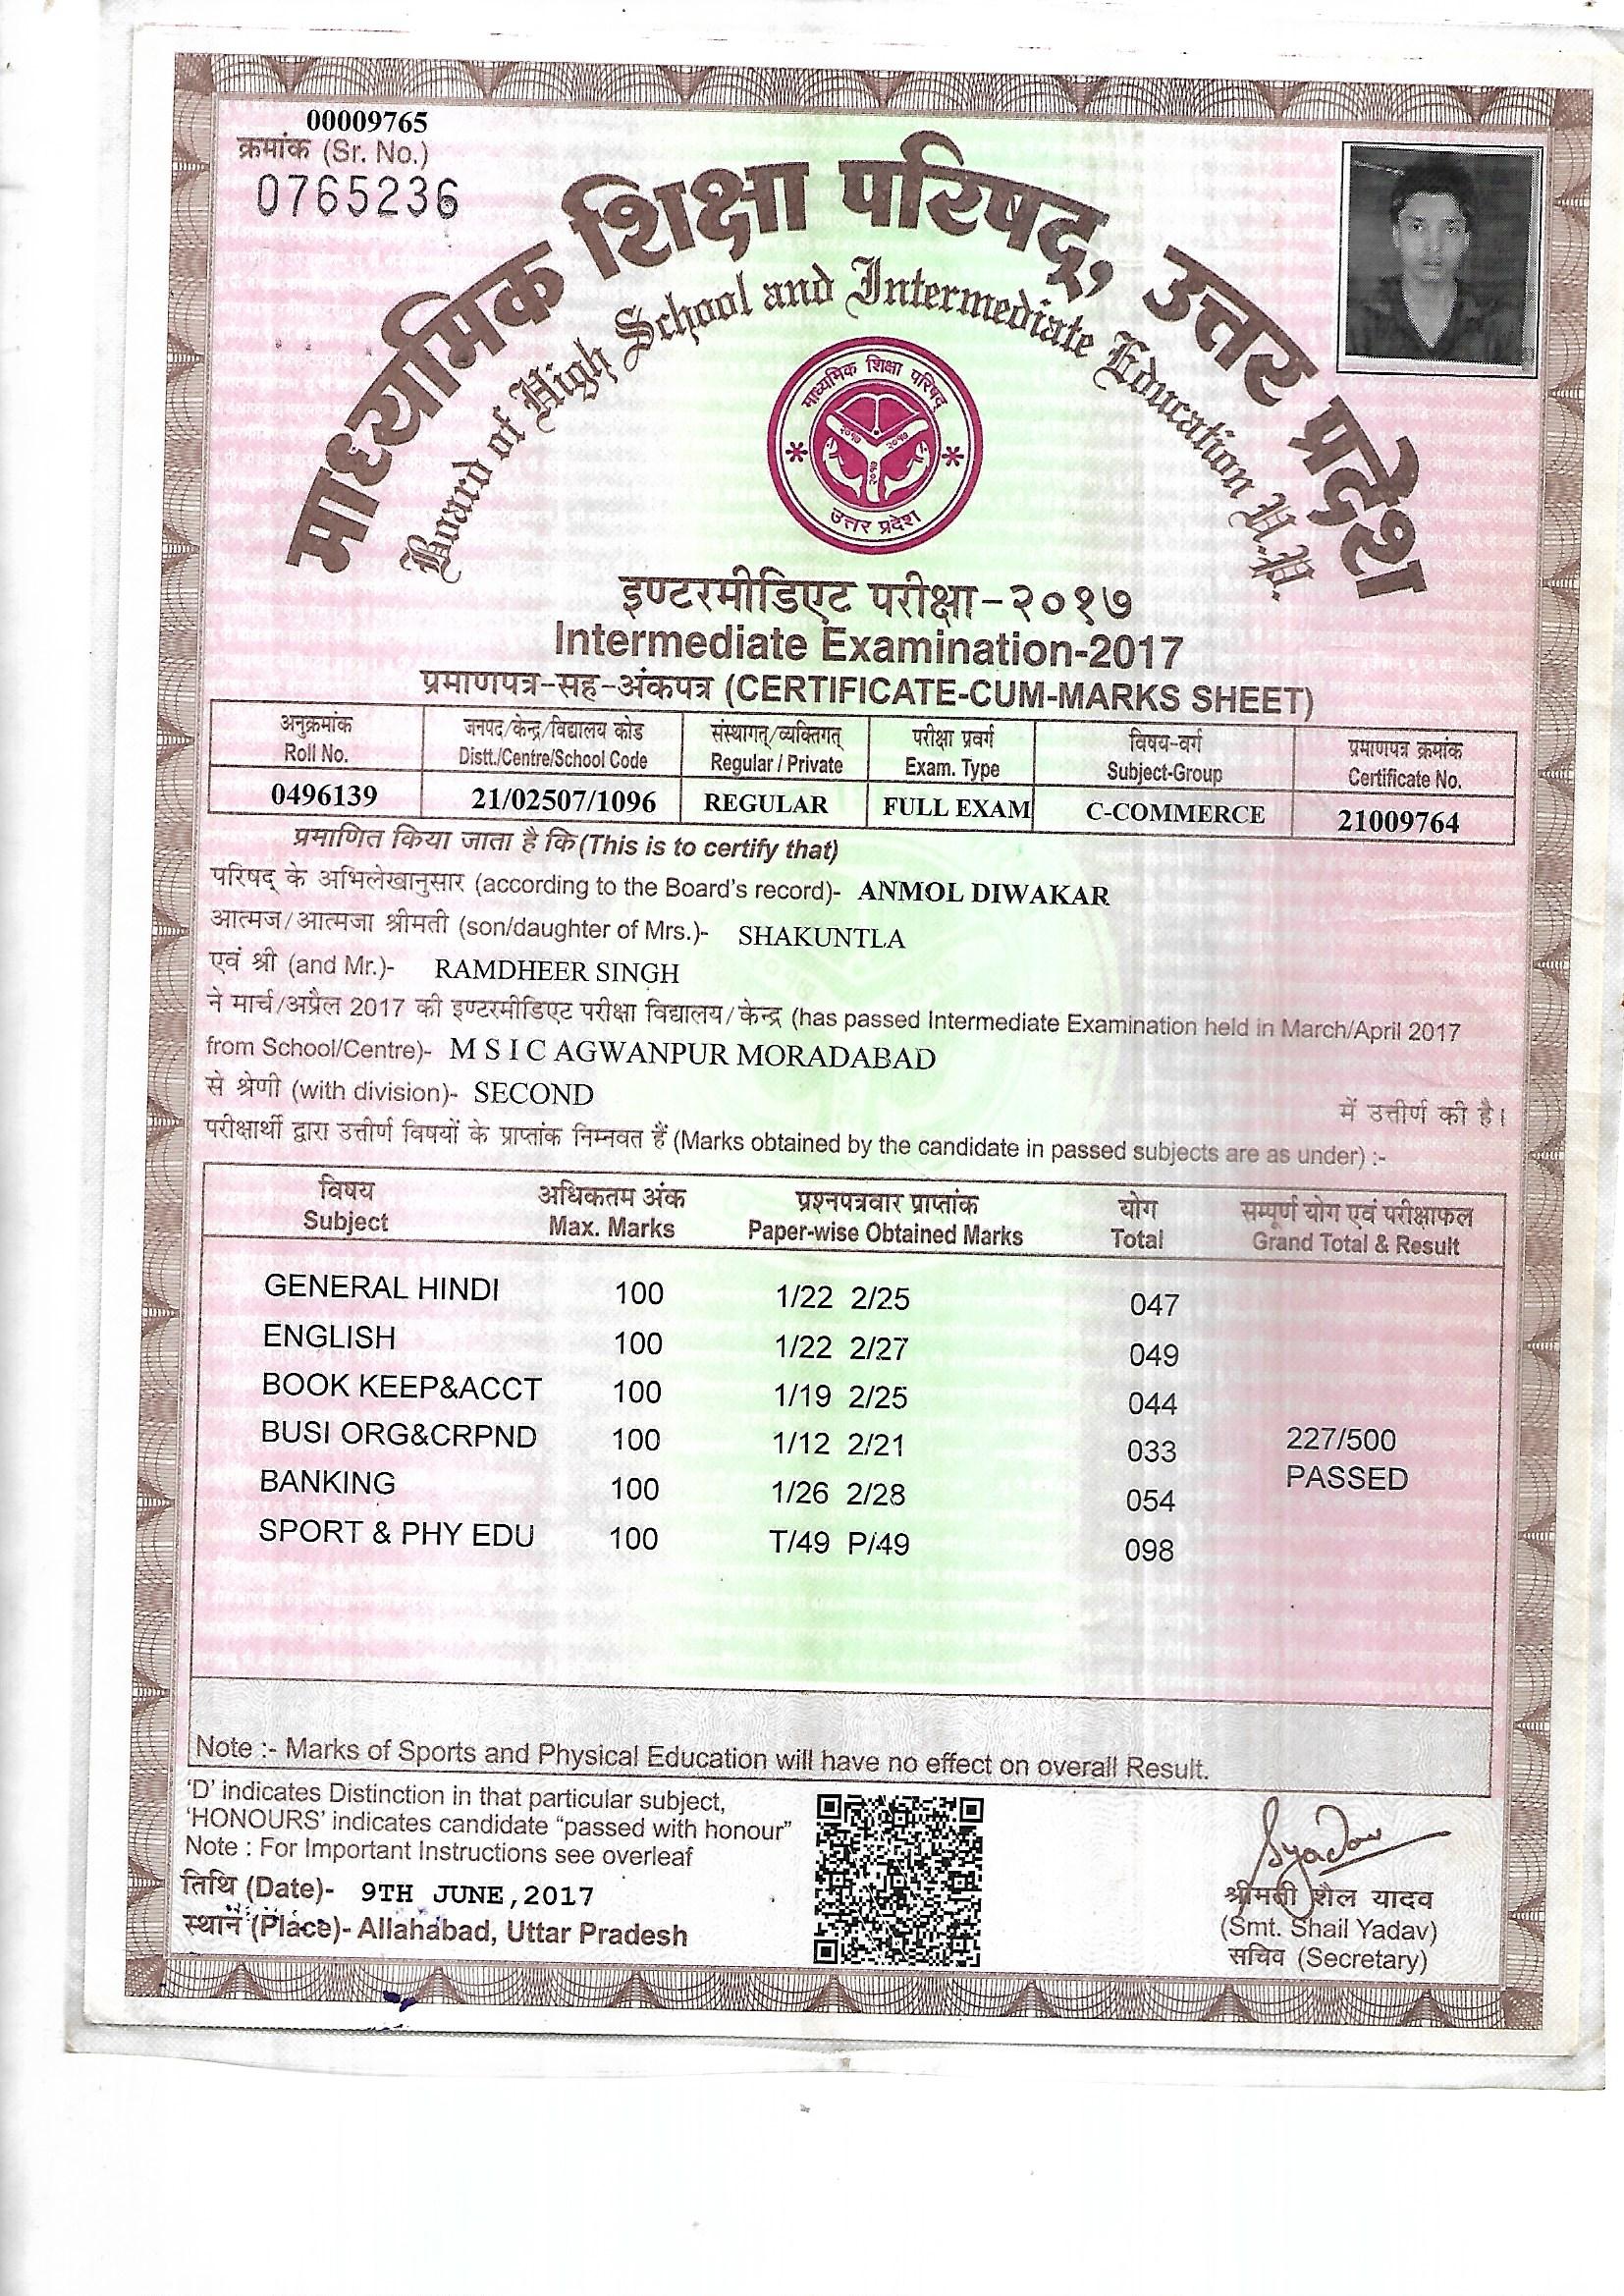 00009765
क्रमांक (Sr. No.)
0765236
माध्यमिक शिक्षा परिषद्, उत्तर प्रदेश
Board of High School and Intermediate Education U.P.
माध्यमिक शिक्षा परिषद्
२०१७ २०१७
२०१७
उत्तर प्रदेश
इण्टरमीडिएट परीक्षा-२०१७
Intermediate Examination-2017
प्रमाणपत्र-सह-अंकपत्र (CERTIFICATE-CUM-MARKS SHEET)
अनुक्रमांक जनपद/केन्द्र/विद्यालय कोड संस्थागत्/व्यक्तिगत् परीक्षा प्रवर्ग विषय-वर्ग प्रमाणपत्र क्रमांक
Roll No. Distt./Centre/School Code Regular / Private Exam. Type Subject-Group Certificate No.
0496139 21/02507/1096 REGULAR FULL EXAM C-COMMERCE 21009764
प्रमाणित किया जाता है कि (This is to certify that)
परिषद् के अभिलेखानुसार (according to the Board's record)- ANMOL DIWAKAR
आत्मज/आत्मजा श्रीमती (son/daughter of Mrs.)- SHAKUNTLA
एवं श्री (and Mr.)- RAMDHEER SINGH
ने मार्च/अप्रैल 2017 की इण्टरमीडिएट परीक्षा विद्यालय/केन्द्र (has passed Intermediate Examination held in March/April 2017
from School/Centre)- M S I C AGWANPUR MORADABAD
से श्रेणी (with division)- SECOND में उत्तीर्ण की है।
परीक्षार्थी द्वारा उत्तीर्ण विषयों के प्राप्तांक निम्नवत हैं (Marks obtained by the candidate in passed subjects are as under) :-
विषय अधिकतम अंक प्रश्नपत्रवार प्राप्तांक योग सम्पूर्ण योग एवं परीक्षाफल
Subject Max. Marks Paper-wise Obtained Marks Total Grand Total & Result
GENERAL HINDI 100 1/22 2/25 047
ENGLISH 100 1/22 2/27 049
BOOK KEEP&ACCT 100 1/19 2/25 044
BUSI ORG&CRPND 100 1/12 2/21 033 227/500
BANKING 100 1/26 2/28 054 PASSED
SPORT & PHY EDU 100 T/49 P/49 098
Note :- Marks of Sports and Physical Education will have no effect on overall Result.
'D' indicates Distinction in that particular subject,
'HONOURS' indicates candidate "passed with honour"
Note : For Important Instructions see overleaf
तिथि (Date)- 9TH JUNE,2017
स्थान (Place)- Allahabad, Uttar Pradesh
Syadav
श्रीमती शैल यादव
(Smt. Shail Yadav)
सचिव (Secretary)